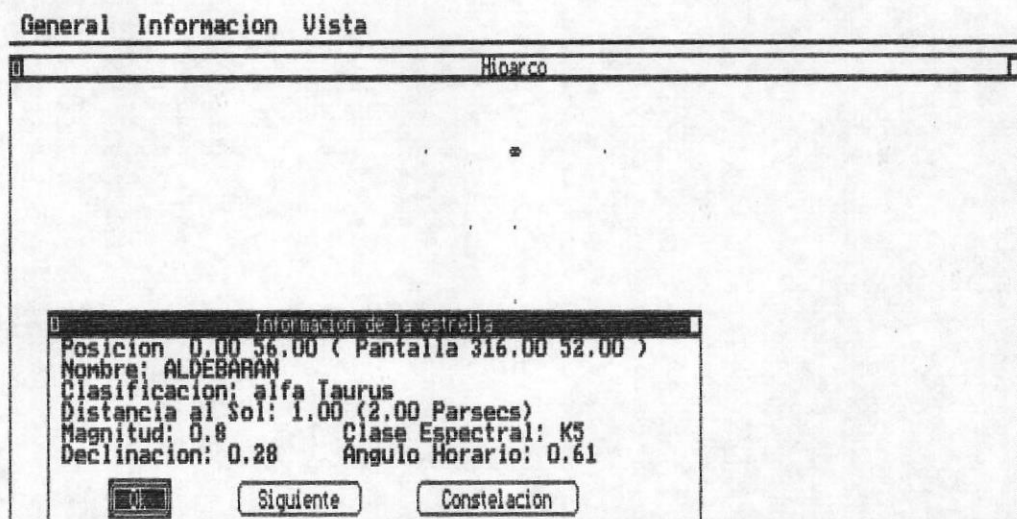 General Informacion Vista
Hiparco
Informacion de la estrella
Posicion 0.00 56.00 ( Pantalla 316.00 52.00 )
Nombre: ALDEBARAN
Clasificacion: alfa Taurus
Distancia al Sol: 1.00 (2.00 Parsecs)
Magnitud: 0.8 Clase Espectral: K5
Declinacion: 0.28 Angulo Horario: 0.61
Siguiente Constelacion